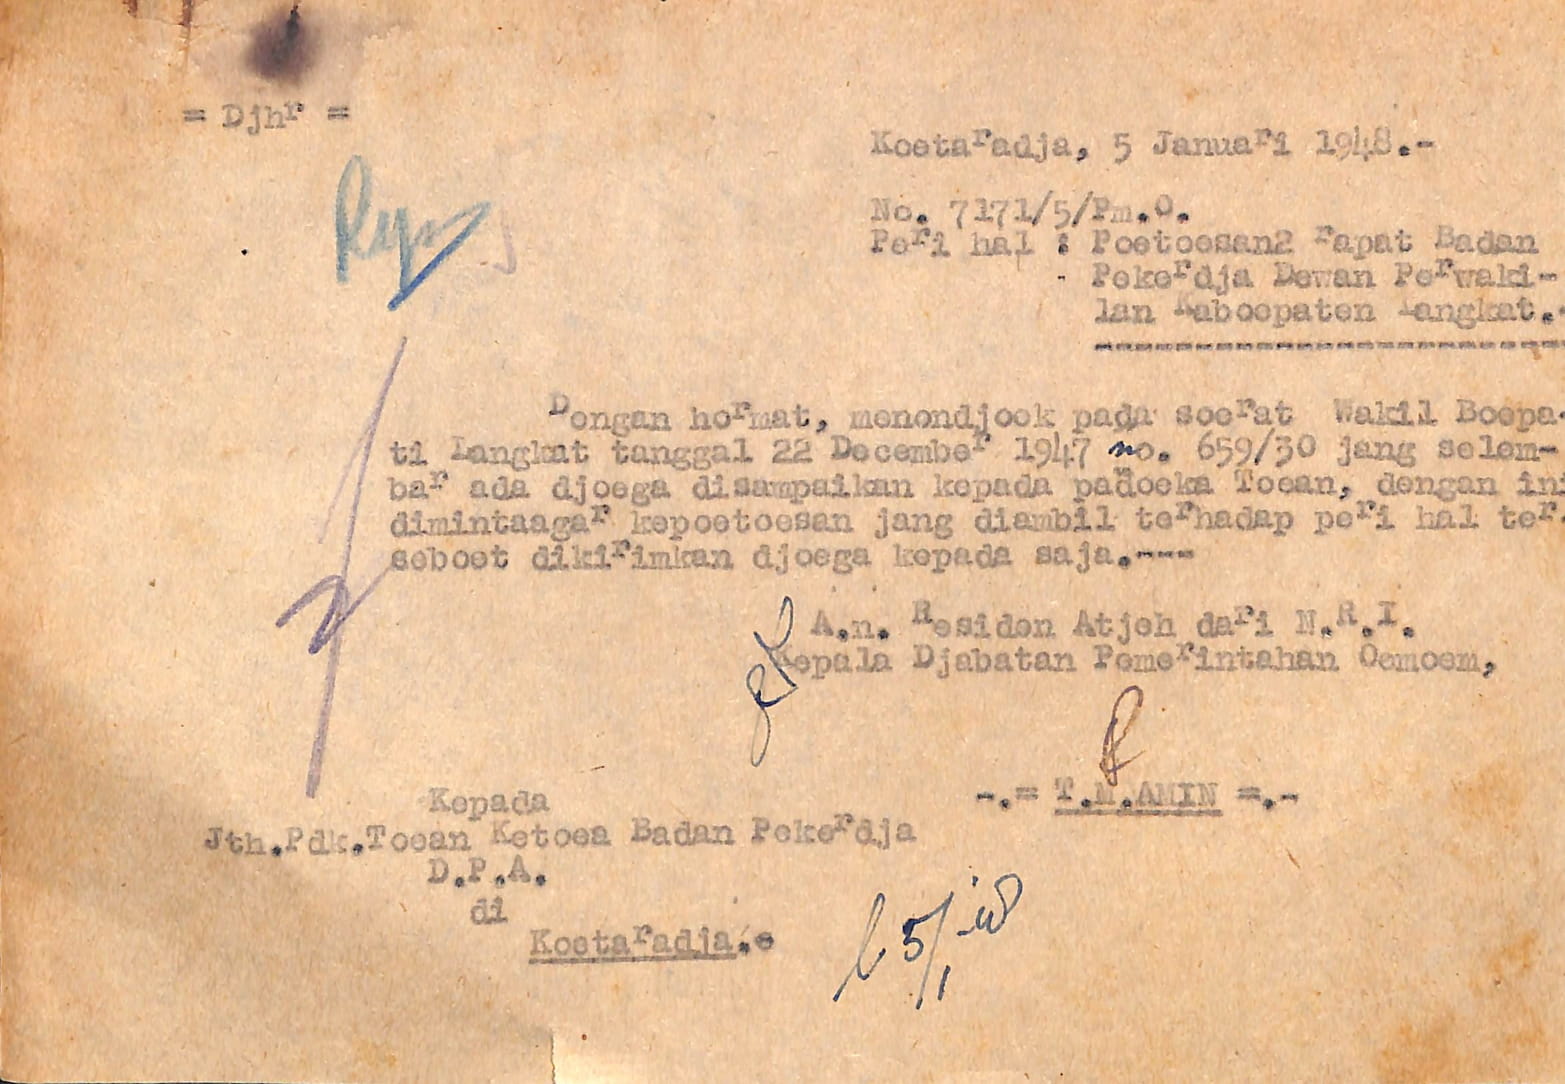 = Djhr =
Koetaradja, 5 Januari 1948.-
No. 7171/5/Pm.O.
Peri hal : Poetoesan2 rapat Badan
Pekerdja Dewan Perwaki-
lan Kaboepaten Langkat.-
Dengan hormat, menondjoek pada soerat Wakil Boepa-
ti Langkat tanggal 22 December 1947 no. 659/30 jang selem-
bar ada djoega disampaikan kepada padoeka Toean, dengan ini
dimintaagar kepoetoesan jang diambil terhadap peri hal ter-
seboet dikirimkan djoega kepada saja.---
A.n. Residen Atjeh dari N.R.I.
Kepala Djabatan Pemerintahan Oemoem,
-.= T.M.AMIN =.-
Kepada
Jth.Pdk.Toean Ketoea Badan Pekerdja
D.P.A.
di
Koetaradja.-
5/1